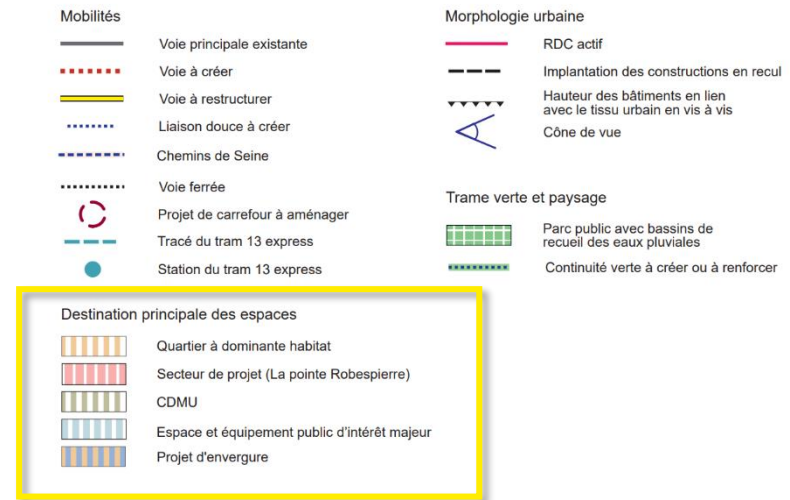 Mobilités
Voie principale existante
Voie à créer
Voie à restructurer
Liaison douce à créer
Chemins de Seine
Voie ferrée
Projet de carrefour à aménager
Tracé du tram 13 express
Station du tram 13 express
Morphologie urbaine
RDC actif
Implantation des constructions en recul
Hauteur des bâtiments en lien
avec le tissu urbain en vis à vis
Cône de vue
Trame verte et paysage
Parc public avec bassins de
recueil des eaux pluviales
Continuité verte à créer ou à renforcer
Destination principale des espaces
Quartier à dominante habitat
Secteur de projet (La pointe Robespierre)
CDMU
Espace et équipement public d'intérêt majeur
Projet d'envergure